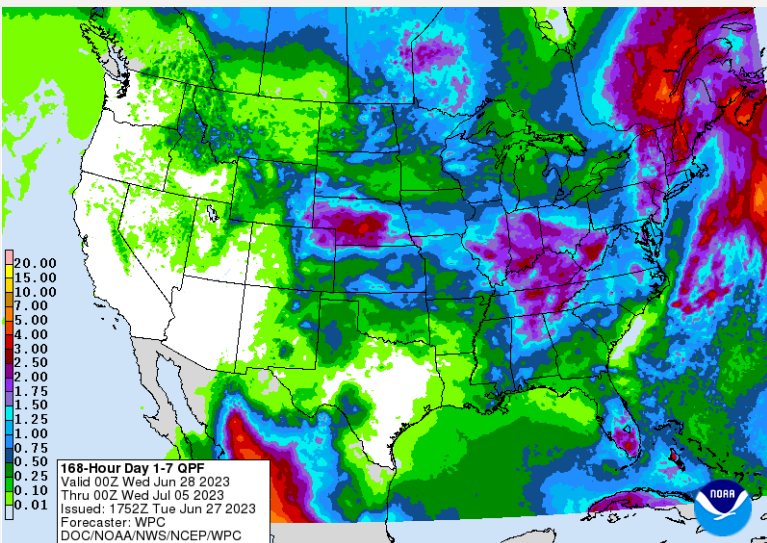 20.00
15.00
10.00
7.00
5.00
4.00
3.00
2.50
2.00
1.75
1.50
1.25
1.00
0.75
0.50
0.25
0.10
0.01
168-Hour Day 1-7 QPF
Valid 00Z Wed Jun 28 2023
Thru 00Z Wed Jul 05 2023
Issued: 1752Z Tue Jun 27 2023
Forecaster: WPC
DOC/NOAA/NWS/NCEP/WPC
NOAA